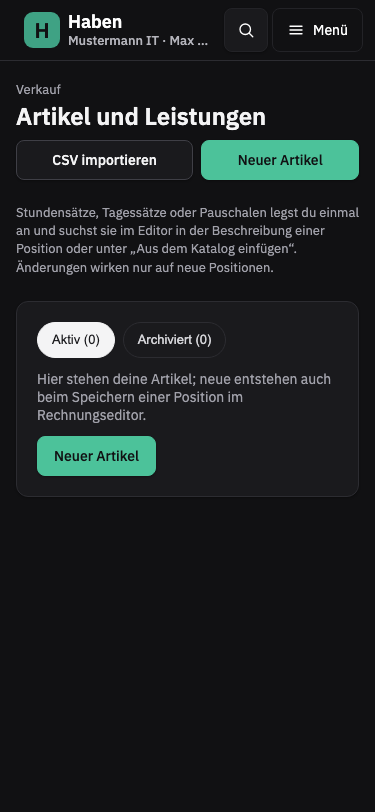 H
Haben
Mustermann IT · Max ...
Menü
Verkauf
Artikel und Leistungen
CSV importieren
Neuer Artikel
Stundensätze, Tagessätze oder Pauschalen legst du einmal
an und suchst sie im Editor in der Beschreibung einer
Position oder unter „Aus dem Katalog einfügen“.
Änderungen wirken nur auf neue Positionen.
Aktiv (0)
Archiviert (0)
Hier stehen deine Artikel; neue entstehen auch
beim Speichern einer Position im
Rechnungseditor.
Neuer Artikel